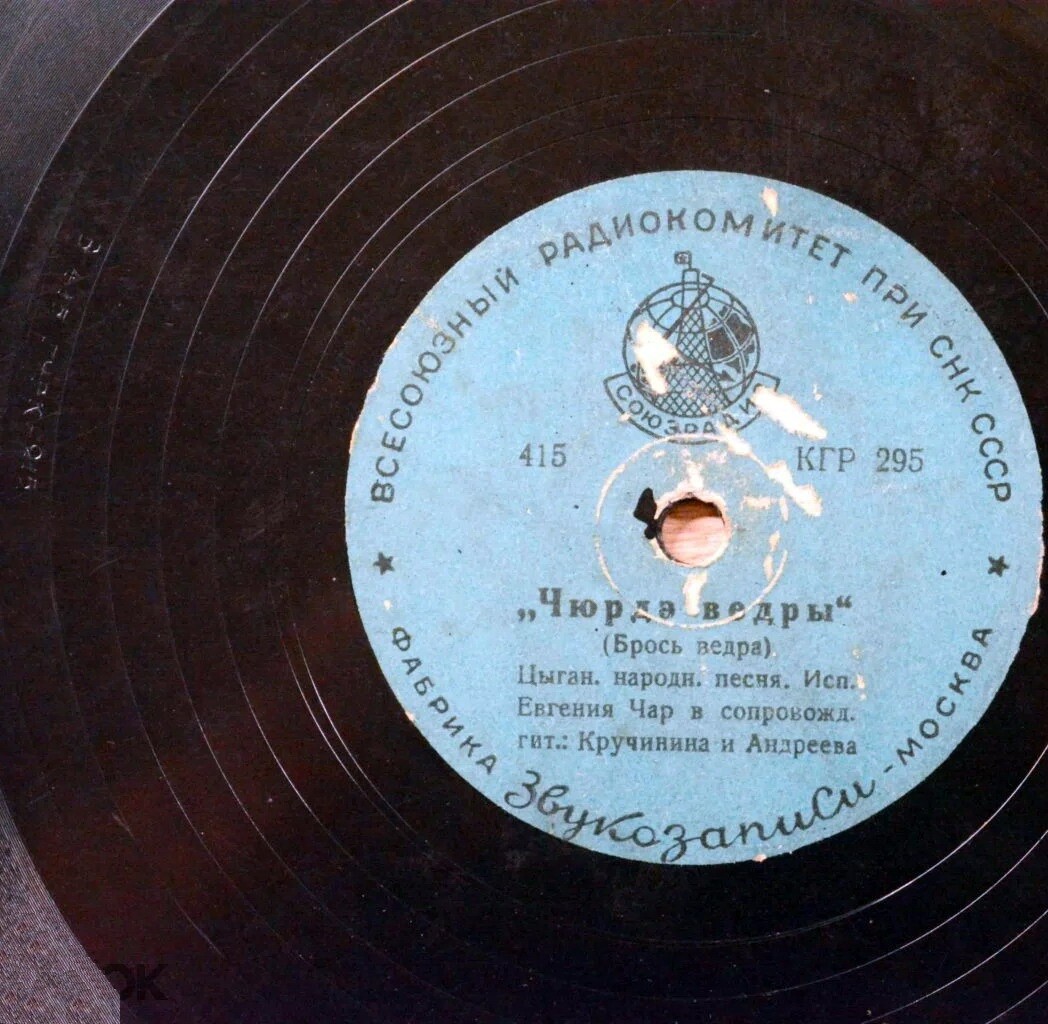 ВСЕСОЮЗНЫЙ РАДИОКОМИТЕТ ПРИ СНК СССР
СОЮЗРАДИО
415 КГР 295
„Чюрдэ ведры“
(Брось ведра)
Цыган. народн. песня. Исп.
Евгения Чар в сопровожд.
гит.: Кручинина и Андреева
ФАБРИКА Звукозаписи - МОСКВА